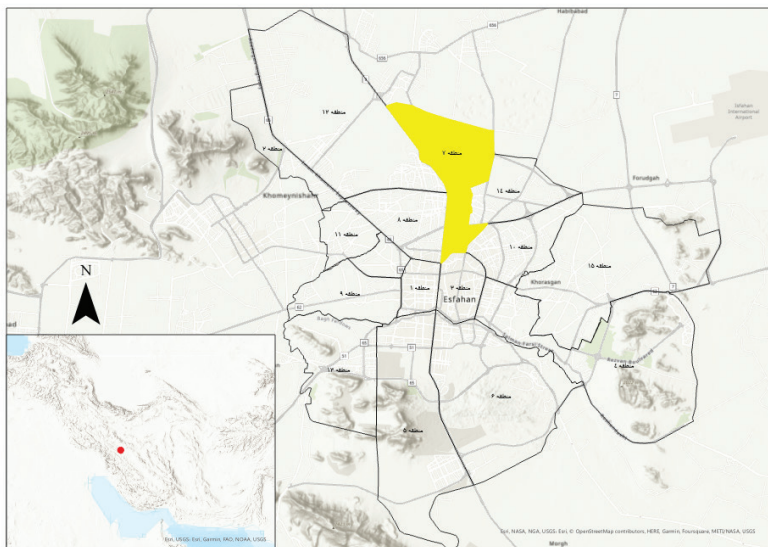 Habibabad
Isfahan
International
Airport
منطقه ۱۲
منطقه ۲
منطقه ۷
منطقه ۱۴
Forudgah
Khomeynishahr
منطقه ۸
منطقه ۱۱
منطقه ۱۰
منطقه ۱۵
N
منطقه ۹
منطقه ۱
منطقه ۳
Esfahan
Khorasgan
منطقه ۱۳
منطقه ۶
منطقه ۴
منطقه ۵
Esri, USGS, Esri, Garmin, FAO, NOAA, USGS
Esri, NASA, NGA, USGS, Esri, © OpenStreetMap contributors, HERE, Garmin, Foursquare, METI/NASA, USGS
Morgh